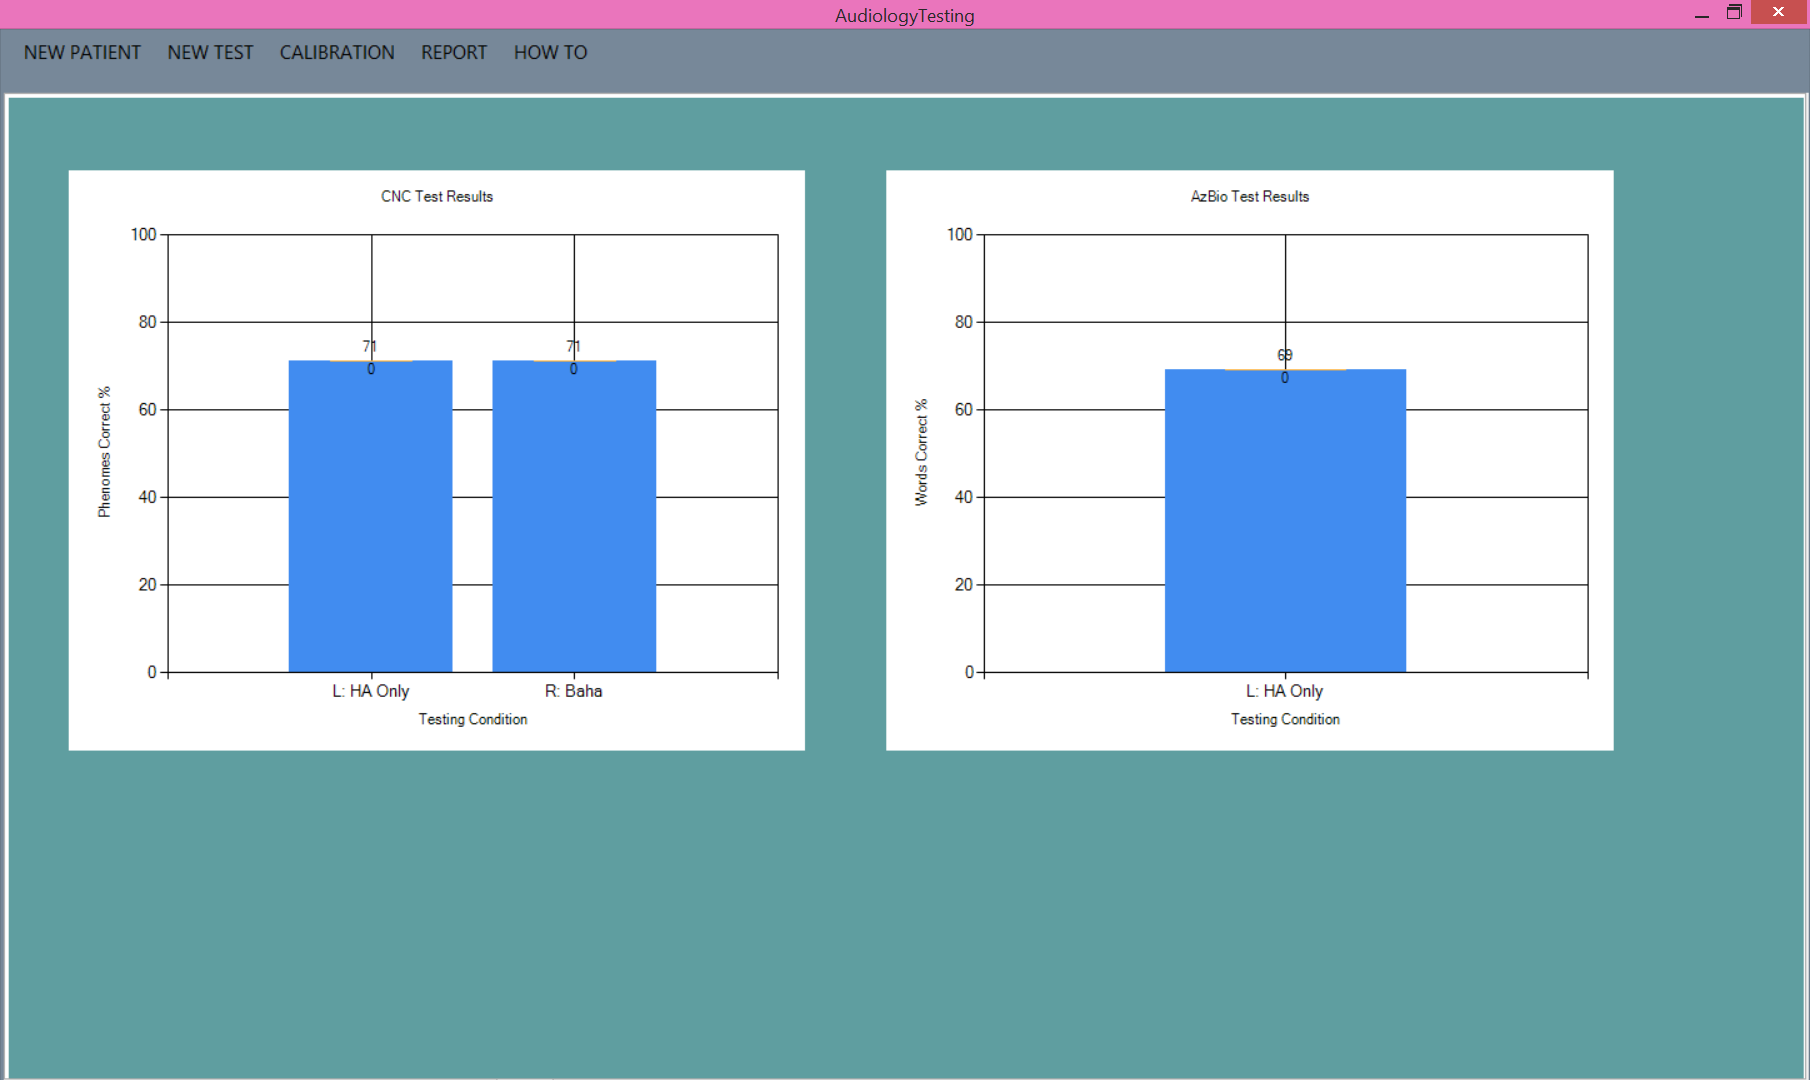 AudiologyTesting
NEW PATIENT NEW TEST CALIBRATION REPORT HOW TO
CNC Test Results
100
80
60
40
20
0
Phenomes Correct %
71
0
71
0
L: HA Only R: Baha
Testing Condition
AzBio Test Results
100
80
60
40
20
0
Words Correct %
69
0
L: HA Only
Testing Condition